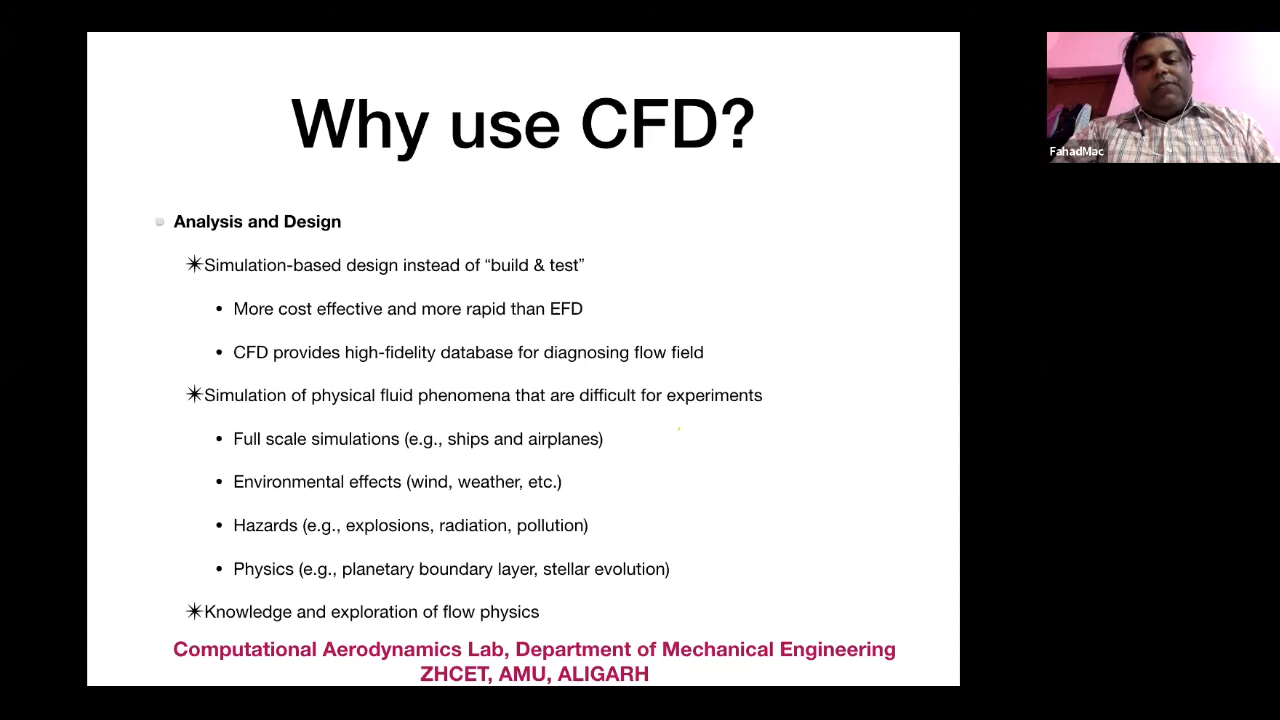 Why use CFD?
Analysis and Design
✴Simulation-based design instead of “build & test”
• More cost effective and more rapid than EFD
• CFD provides high-fidelity database for diagnosing flow field
✴Simulation of physical fluid phenomena that are difficult for experiments
• Full scale simulations (e.g., ships and airplanes)
• Environmental effects (wind, weather, etc.)
• Hazards (e.g., explosions, radiation, pollution)
• Physics (e.g., planetary boundary layer, stellar evolution)
✴Knowledge and exploration of flow physics
Computational Aerodynamics Lab, Department of Mechanical Engineering
ZHCET, AMU, ALIGARH
FahadMac